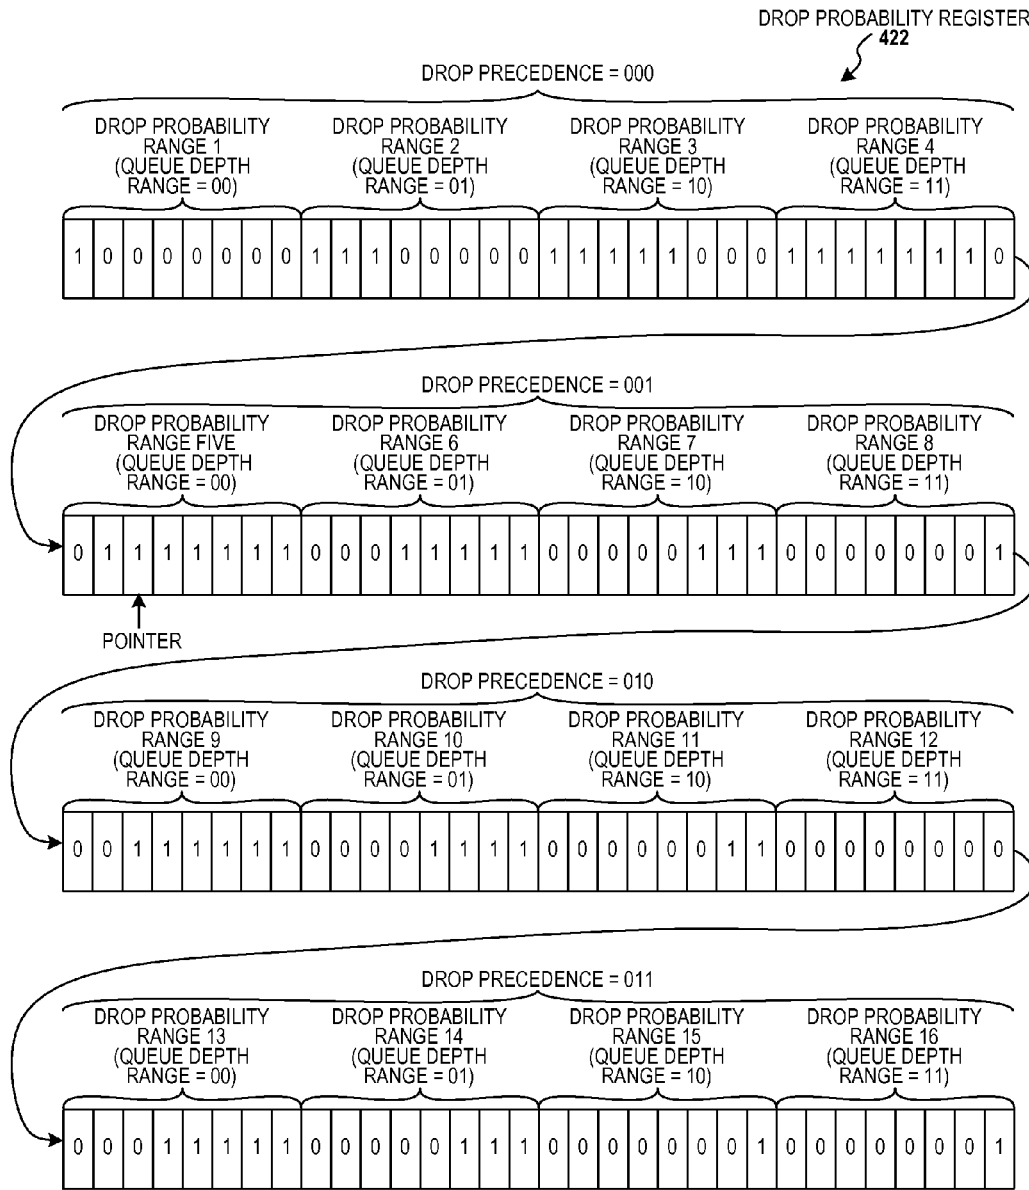 DROP PROBABILITY REGISTER
422
DROP PRECEDENCE = 000
DROP PROBABILITY RANGE 1 (QUEUE DEPTH RANGE = 00)
DROP PROBABILITY RANGE 2 (QUEUE DEPTH RANGE = 01)
DROP PROBABILITY RANGE 3 (QUEUE DEPTH RANGE = 10)
DROP PROBABILITY RANGE 4 (QUEUE DEPTH RANGE = 11)
1 0 0 0 0 0 0 0 1 1 1 0 0 0 0 0 1 1 1 1 1 0 0 0 1 1 1 1 1 1 1 0
DROP PRECEDENCE = 001
DROP PROBABILITY RANGE FIVE (QUEUE DEPTH RANGE = 00)
DROP PROBABILITY RANGE 6 (QUEUE DEPTH RANGE = 01)
DROP PROBABILITY RANGE 7 (QUEUE DEPTH RANGE = 10)
DROP PROBABILITY RANGE 8 (QUEUE DEPTH RANGE = 11)
0 1 1 1 1 1 1 1 0 0 0 1 1 1 1 1 0 0 0 0 0 1 1 1 0 0 0 0 0 0 0 1
POINTER
DROP PRECEDENCE = 010
DROP PROBABILITY RANGE 9 (QUEUE DEPTH RANGE = 00)
DROP PROBABILITY RANGE 10 (QUEUE DEPTH RANGE = 01)
DROP PROBABILITY RANGE 11 (QUEUE DEPTH RANGE = 10)
DROP PROBABILITY RANGE 12 (QUEUE DEPTH RANGE = 11)
0 0 1 1 1 1 1 1 0 0 0 0 1 1 1 1 0 0 0 0 0 0 1 1 0 0 0 0 0 0 0 0
DROP PRECEDENCE = 011
DROP PROBABILITY RANGE 13 (QUEUE DEPTH RANGE = 00)
DROP PROBABILITY RANGE 14 (QUEUE DEPTH RANGE = 01)
DROP PROBABILITY RANGE 15 (QUEUE DEPTH RANGE = 10)
DROP PROBABILITY RANGE 16 (QUEUE DEPTH RANGE = 11)
0 0 0 1 1 1 1 1 0 0 0 0 0 1 1 1 0 0 0 0 0 0 0 1 0 0 0 0 0 0 0 1